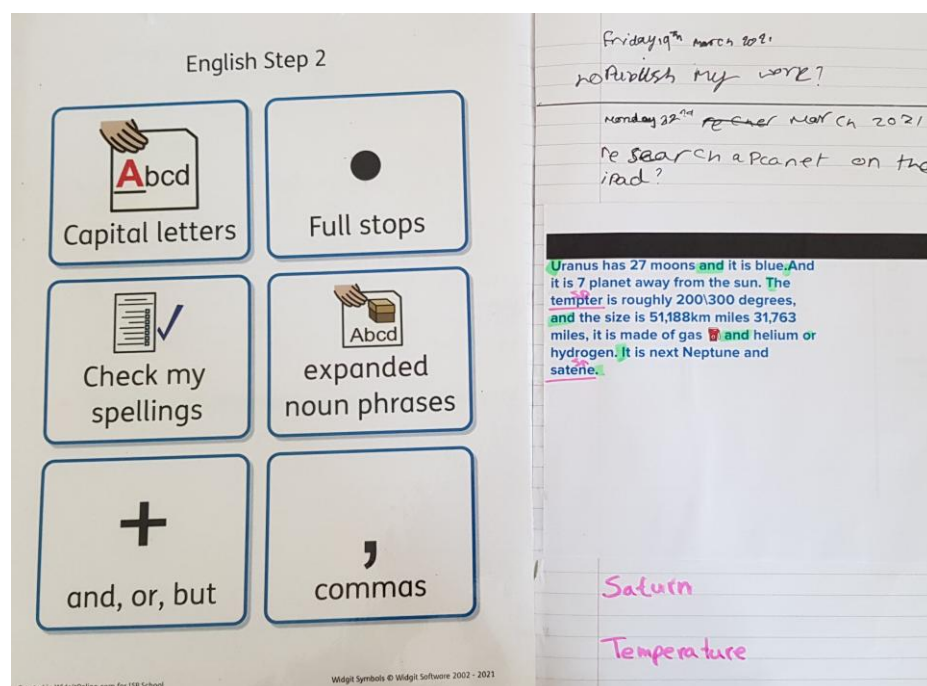 English Step 2
Abcd
Capital letters
Full stops
Check my
spellings
Abcd
expanded
noun phrases
and, or, but
,
commas
Widgit Symbols © Widgit Software 2002 - 2021
Friday 19th March 2021
Publish my work?
Monday 22nd March 2021
re search a Pcanet on the
ipad?
Uranus has 27 moons and it is blue.And
it is 7 planet away from the sun. The
sp
tempter is roughly 200\300 degrees,
and the size is 51,188km miles 31,763
miles, it is made of gas and helium or
hydrogen. It is next Neptune and
sp
satene.
Saturn
Temperature